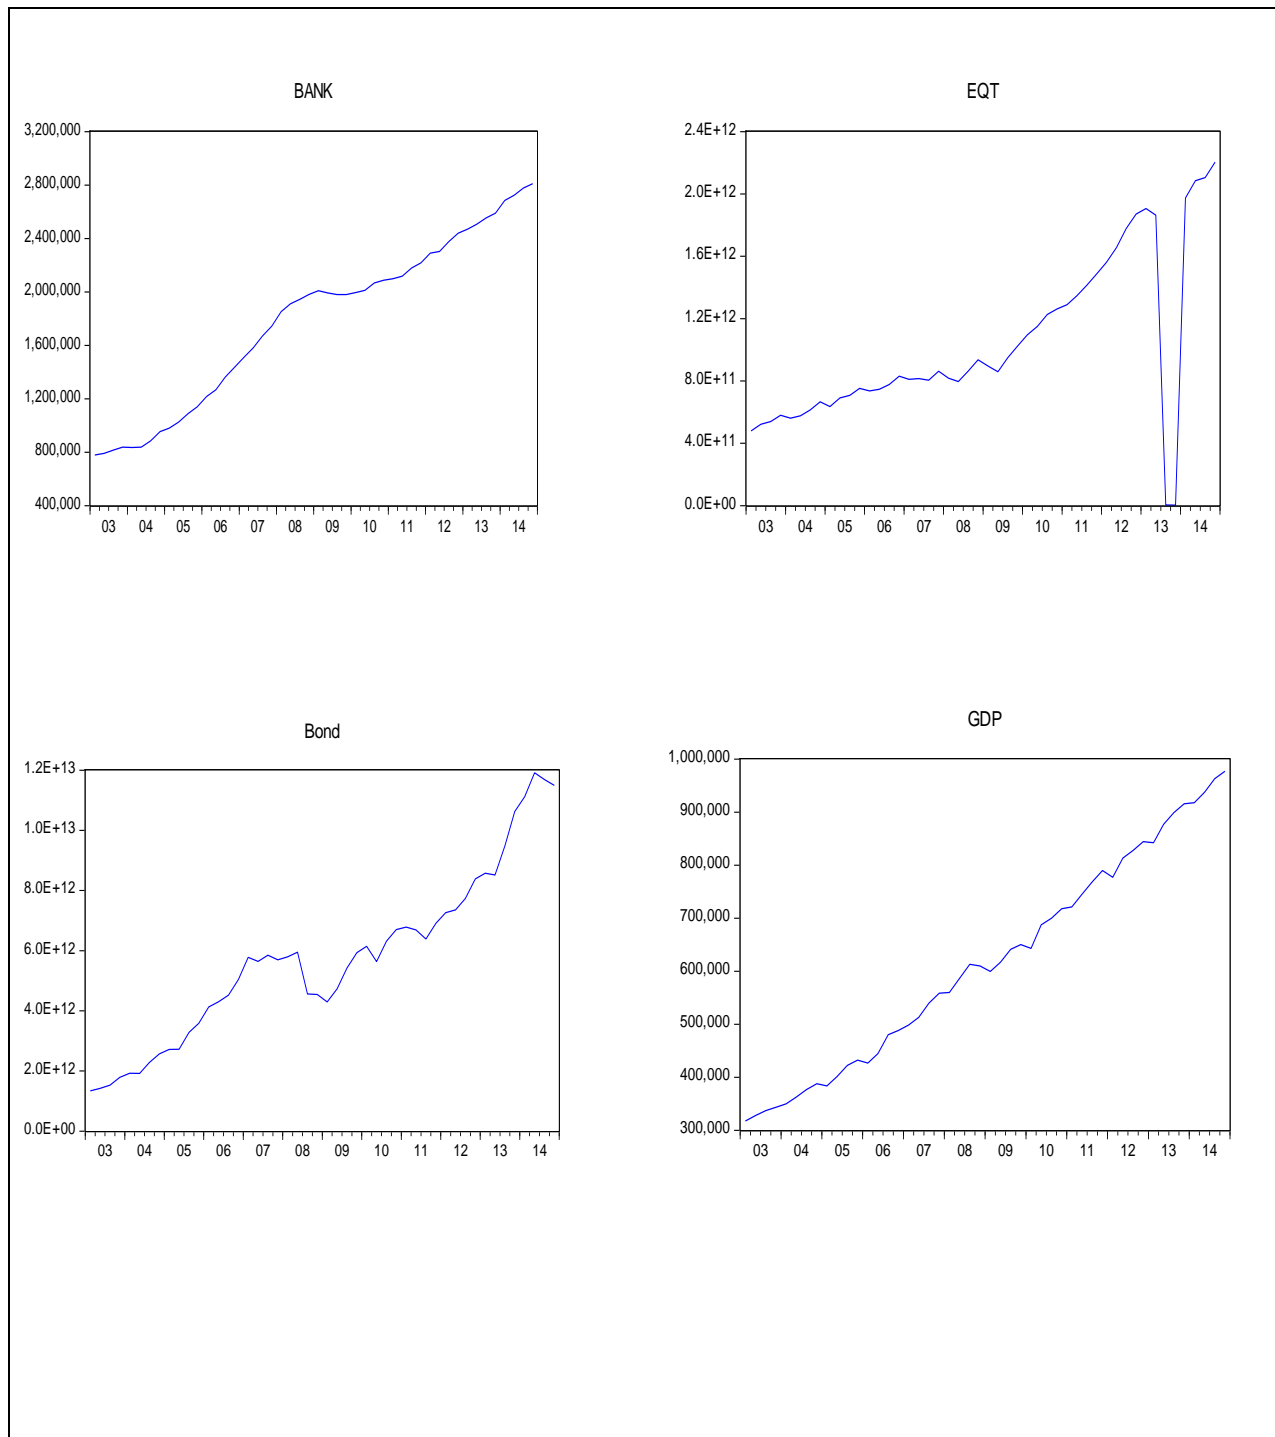 BANK
3,200,000
2,800,000
2,400,000
2,000,000
1,600,000
1,200,000
800,000
400,000
03 04 05 06 07 08 09 10 11 12 13 14
EQT
2.4E+12
2.0E+12
1.6E+12
1.2E+12
8.0E+11
4.0E+11
0.0E+00
03 04 05 06 07 08 09 10 11 12 13 14
Bond
1.2E+13
1.0E+13
8.0E+12
6.0E+12
4.0E+12
2.0E+12
0.0E+00
03 04 05 06 07 08 09 10 11 12 13 14
GDP
1,000,000
900,000
800,000
700,000
600,000
500,000
400,000
300,000
03 04 05 06 07 08 09 10 11 12 13 14